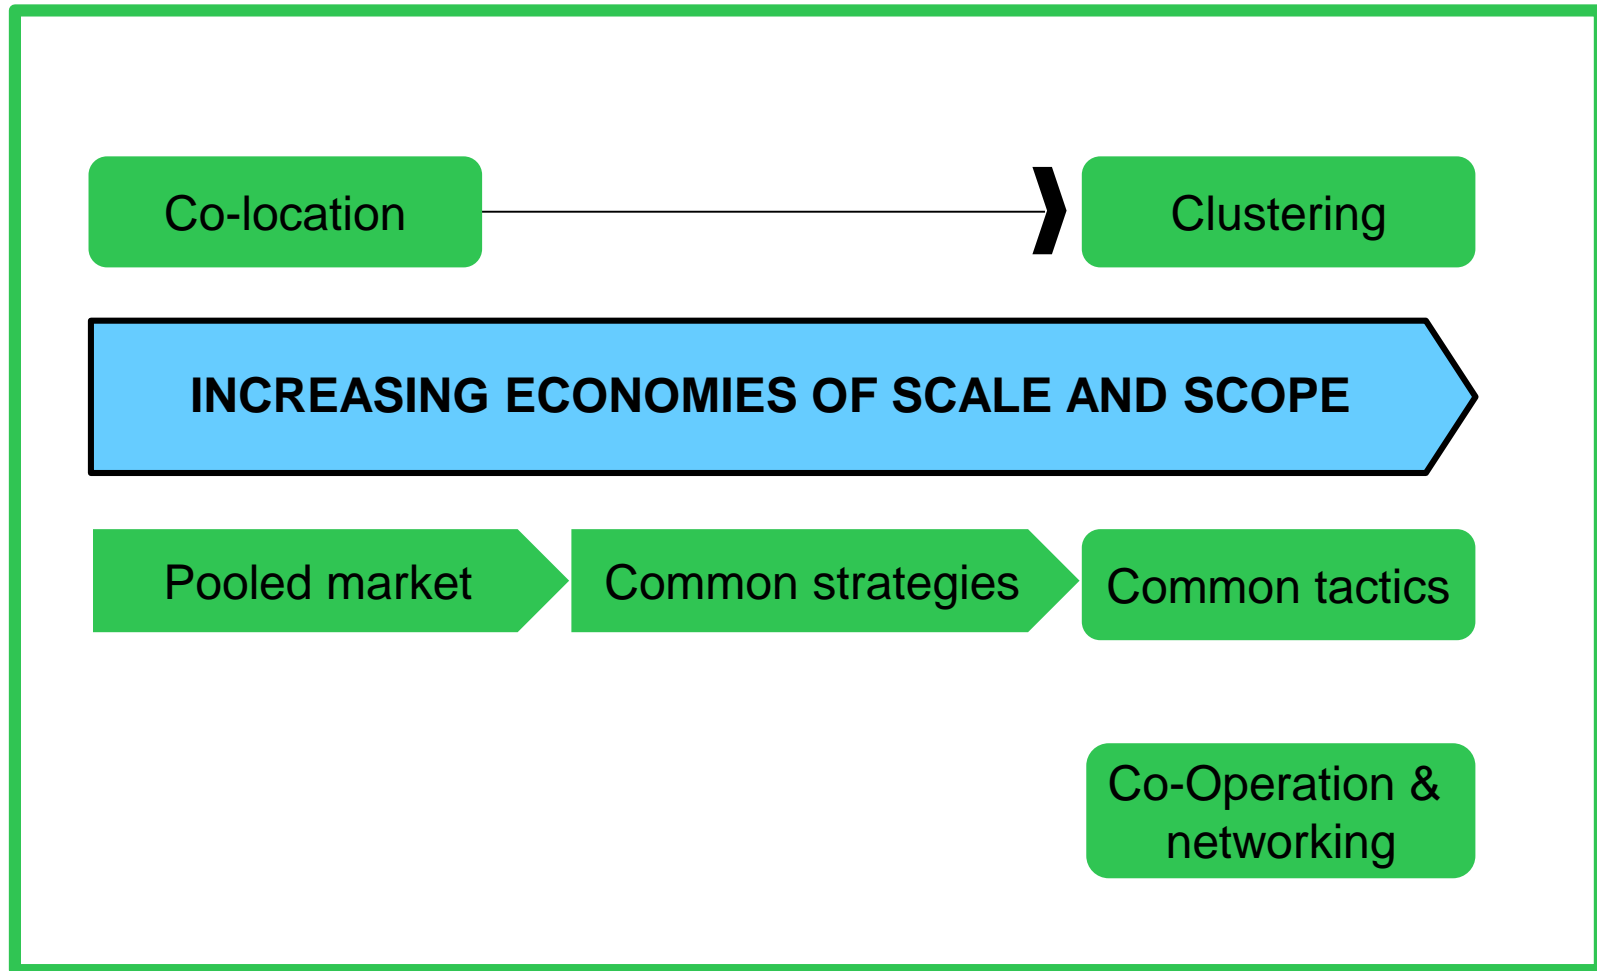 Co-location
Clustering
INCREASING ECONOMIES OF SCALE AND SCOPE
Pooled market
Common strategies
Common tactics
Co-Operation &
networking